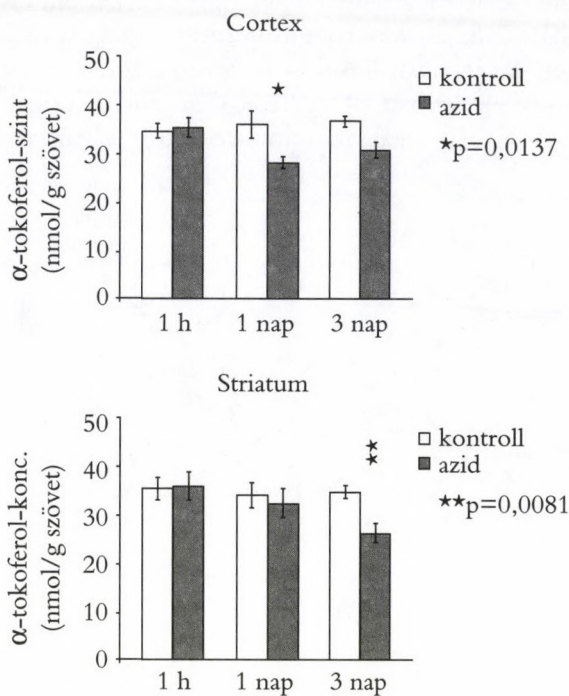 Cortex
α-tokoferol-szint
(nmol/g szövet)
50
40
30
20
10
0
1 h 1 nap 3 nap
★
kontroll
azid
★p=0,0137
Striatum
α-tokoferol-konc.
(nmol/g szövet)
50
40
30
20
10
0
1 h 1 nap 3 nap
★★
kontroll
azid
★★p=0,0081